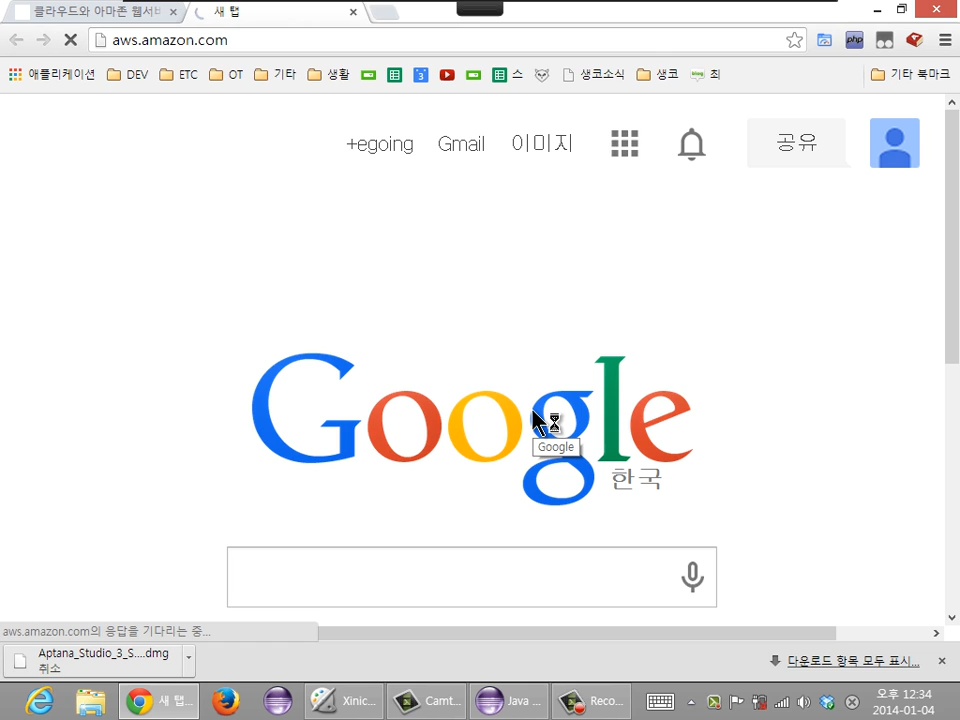 클라우드와 아마존 웹서비
새 탭
aws.amazon.com
애플리케이션 DEV ETC OT 기타 생활 3 스 생코소식 생코 최 기타 북마크
php
+egoing Gmail 이미지 공유
Google
한국
Google
aws.amazon.com의 응답을 기다리는 중...
Aptana_Studio_3_S....dmg
취소
다운로드 항목 모두 표시...
새 탭... Xinic... Camt... Java ... Reco...
오후 12:34
2014-01-04